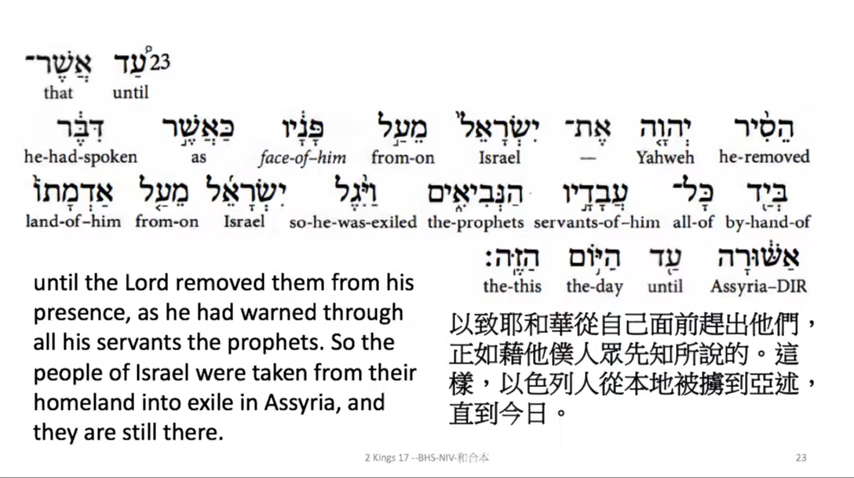 23 עַד אֲשֶׁר־
that until
הֵסִ֨יר יְהוָ֤ה אֶת־ יִשְׂרָאֵל֙ מֵעַ֣ל פָּנָ֔יו כַּאֲשֶׁ֣ר דִּבֶּ֔ר
he-had-spoken as face-of–him from-on Israel — Yahweh he-removed
בְּיַ֖ד כָּל־ עֲבָדָ֣יו הַנְּבִיאִ֑ים וַיִּ֨גֶל יִשְׂרָאֵ֜ל מֵעַ֤ל אַדְמָתוֹ֙
land-of–him from-on Israel so-he-was-exiled the-prophets servants-of–him all-of by-hand-of
אַשּׁ֔וּרָה עַ֖ד הַיּ֥וֹם הַזֶּֽה׃
the-this the-day until Assyria–DIR
until the Lord removed them from his
presence, as he had warned through
all his servants the prophets. So the
people of Israel were taken from their
homeland into exile in Assyria, and
they are still there.
以致耶和華從自己面前趕出他們，
正如藉他僕人眾先知所說的。這
樣，以色列人從本地被擄到亞述，
直到今日。
2 Kings 17 --BHS-NIV-和合本
23